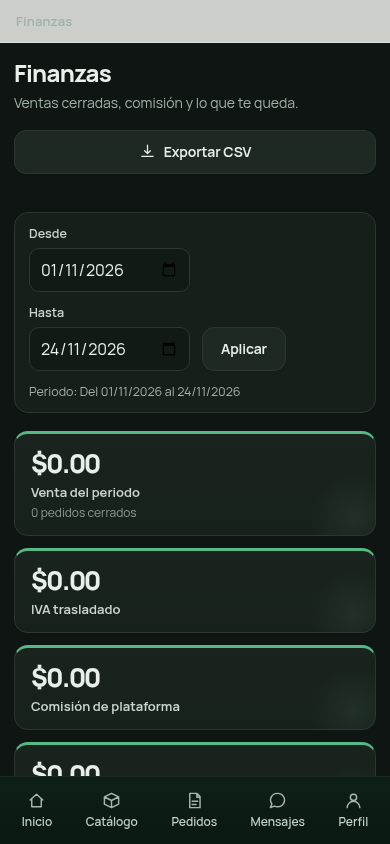 Finanzas
Finanzas
Ventas cerradas, comisión y lo que te queda.
Exportar CSV
Desde
01/11/2026
Hasta
24/11/2026
Aplicar
Periodo: Del 01/11/2026 al 24/11/2026
$0.00
Venta del periodo
0 pedidos cerrados
$0.00
IVA trasladado
$0.00
Comisión de plataforma
$0.00
Inicio
Catálogo
Pedidos
Mensajes
Perfil